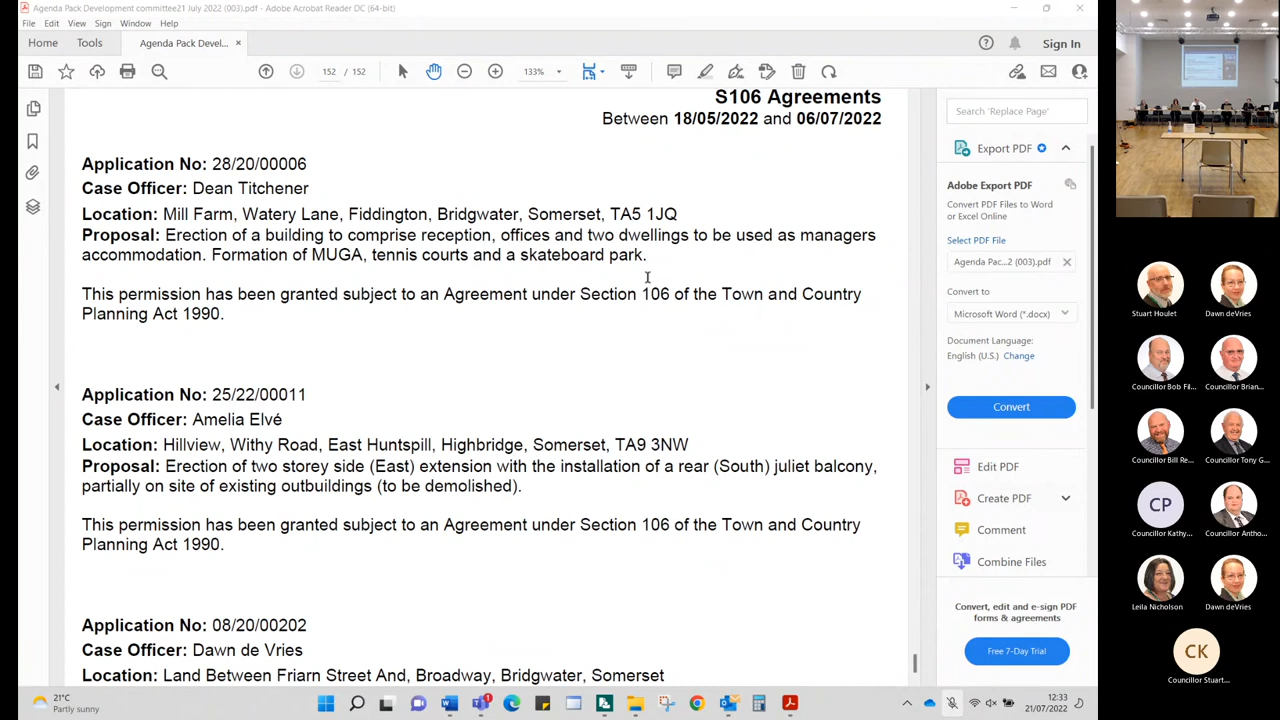 Agenda Pack Development committee21 July 2022 (003).pdf - Adobe Acrobat Reader DC (64-bit)
File Edit View Sign Window Help
Home Tools Agenda Pack Devel... × Sign In
152 / 152 133%
S106 Agreements
Between 18/05/2022 and 06/07/2022
Application No: 28/20/00006
Case Officer: Dean Titchener
Location: Mill Farm, Watery Lane, Fiddington, Bridgwater, Somerset, TA5 1JQ
Proposal: Erection of a building to comprise reception, offices and two dwellings to be used as managers
accommodation. Formation of MUGA, tennis courts and a skateboard park.
This permission has been granted subject to an Agreement under Section 106 of the Town and Country
Planning Act 1990.
Application No: 25/22/00011
Case Officer: Amelia Elvé
Location: Hillview, Withy Road, East Huntspill, Highbridge, Somerset, TA9 3NW
Proposal: Erection of two storey side (East) extension with the installation of a rear (South) juliet balcony,
partially on site of existing outbuildings (to be demolished).
This permission has been granted subject to an Agreement under Section 106 of the Town and Country
Planning Act 1990.
Application No: 08/20/00202
Case Officer: Dawn de Vries
Location: Land Between Friarn Street And, Broadway, Bridgwater, Somerset
Search 'Replace Page'
Export PDF
Adobe Export PDF
Convert PDF Files to Word
or Excel Online
Select PDF File
Agenda Pac...2 (003).pdf
Convert to
Microsoft Word (*.docx)
Document Language:
English (U.S.) Change
Convert
Edit PDF
Create PDF
Comment
Combine Files
Convert, edit and e-sign PDF
forms & agreements
Free 7-Day Trial
Stuart Houlet Dawn deVries
Councillor Bob Fil... Councillor Brian...
Councillor Bill Re... Councillor Tony G...
CP
Councillor Kathy... Councillor Antho...
Leila Nicholson Dawn deVries
CK
Councillor Stuart...
21°C
Partly sunny
12:33
21/07/2022